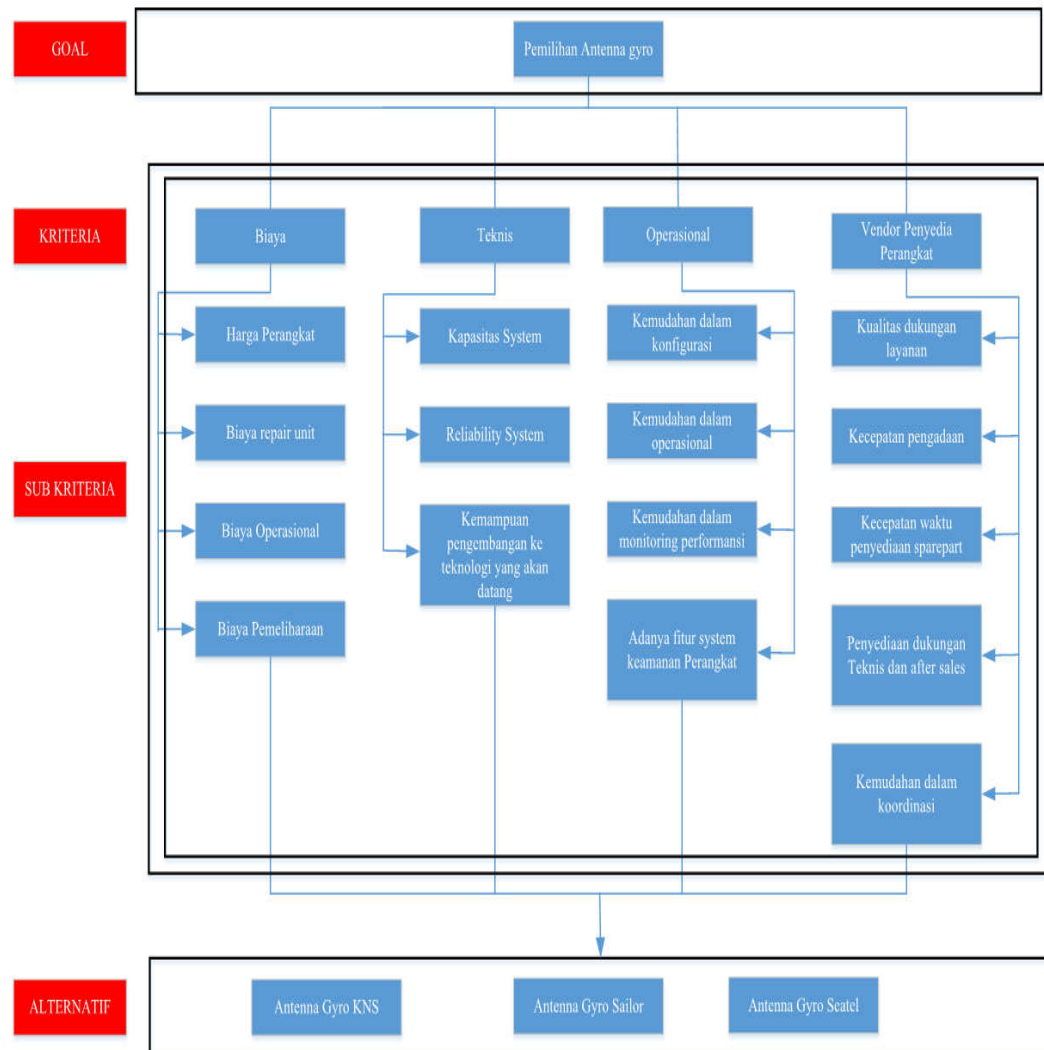 GOAL
Pemilihan Antenna gyro
KRITERIA
Biaya
Teknis
Operasional
Vendor Penyedia
Perangkat
SUB KRITERIA
Harga Perangkat
Biaya repair unit
Biaya Operasional
Biaya Pemeliharaan
Kapasitas System
Reliability System
Kemampuan
pengembangan ke
teknologi yang akan
datang
Kemudahan dalam
konfigurasi
Kemudahan dalam
operasional
Kemudahan dalam
monitoring performansi
Adanya fitur system
keamanan Perangkat
Kualitas dukungan
layanan
Kecepatan pengadaan
Kecepatan waktu
penyediaan sparepart
Penyediaan dukungan
Teknis dan after sales
Kemudahan dalam
koordinasi
ALTERNATIF
Antenna Gyro KNS
Antenna Gyro Sailor
Antenna Gyro Seatel